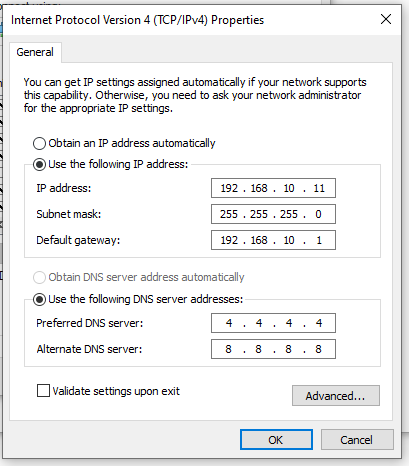 Internet Protocol Version 4 (TCP/IPv4) Properties
General
You can get IP settings assigned automatically if your network supports
this capability. Otherwise, you need to ask your network administrator
for the appropriate IP settings.
Obtain an IP address automatically
Use the following IP address:
IP address: 192 . 168 . 10 . 11
Subnet mask: 255 . 255 . 255 . 0
Default gateway: 192 . 168 . 10 . 1
Obtain DNS server address automatically
Use the following DNS server addresses:
Preferred DNS server: 4 . 4 . 4 . 4
Alternate DNS server: 8 . 8 . 8 . 8
Validate settings upon exit
Advanced...
OK Cancel